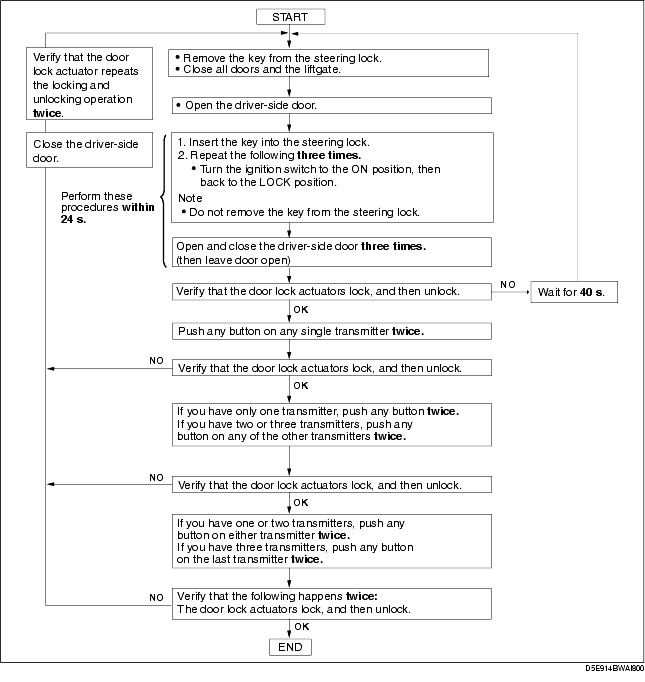 START
Verify that the door
lock actuator repeats
the locking and
unlocking operation
twice.
• Remove the key from the steering lock.
• Close all doors and the liftgate.
• Open the driver-side door.
Close the driver-side
door.
1. Insert the key into the steering lock.
2. Repeat the following three times.
• Turn the ignition switch to the ON position, then
back to the LOCK position.
Note
• Do not remove the key from the steering lock.
Perform these
procedures within
24 s.
Open and close the driver-side door three times.
(then leave door open)
Verify that the door lock actuators lock, and then unlock.
NO
Wait for 40 s.
OK
Push any button on any single transmitter twice.
NO
Verify that the door lock actuators lock, and then unlock.
OK
If you have only one transmitter, push any button twice.
If you have two or three transmitters, push any
button on any of the other transmitters twice.
NO
Verify that the door lock actuators lock, and then unlock.
OK
If you have one or two transmitters, push any
button on either transmitter twice.
If you have three transmitters, push any button
on the last transmitter twice.
NO
Verify that the following happens twice:
The door lock actuators lock, and then unlock.
OK
END
D5E914BWAI800